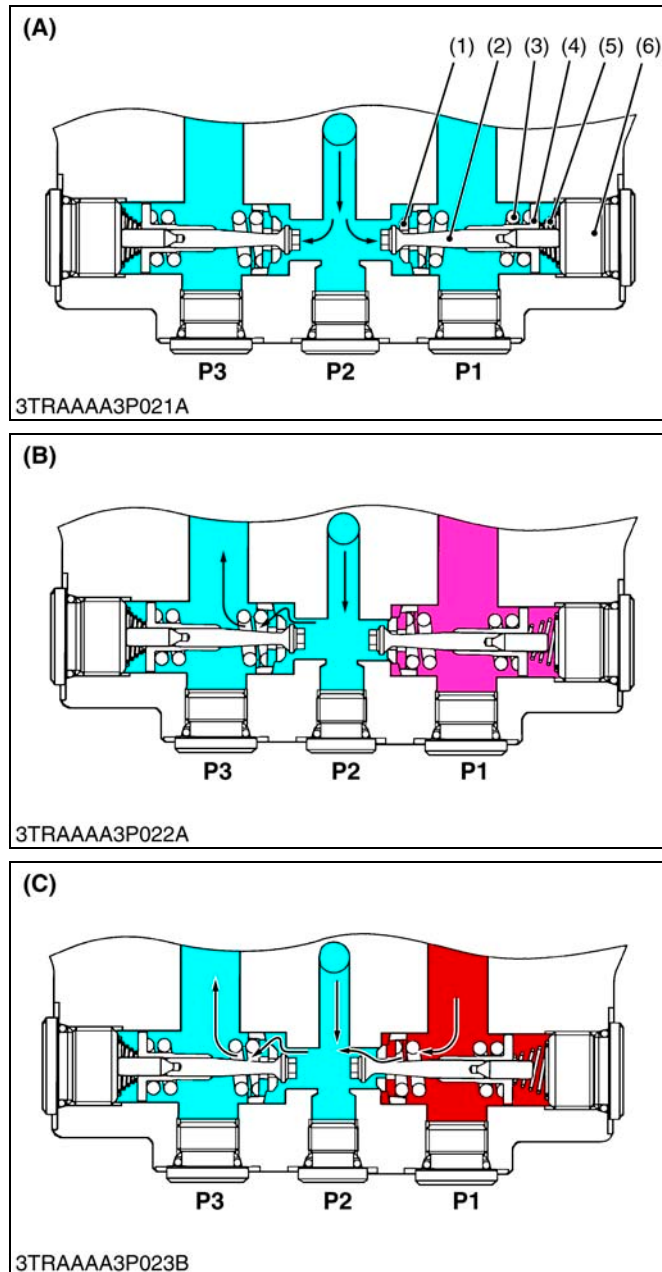 (A)
(1) (2) (3) (4) (5) (6)
P3 P2 P1
3TRAAAA3P021A
(B)
P3 P2 P1
3TRAAAA3P022A
(C)
P3 P2 P1
3TRAAAA3P023B